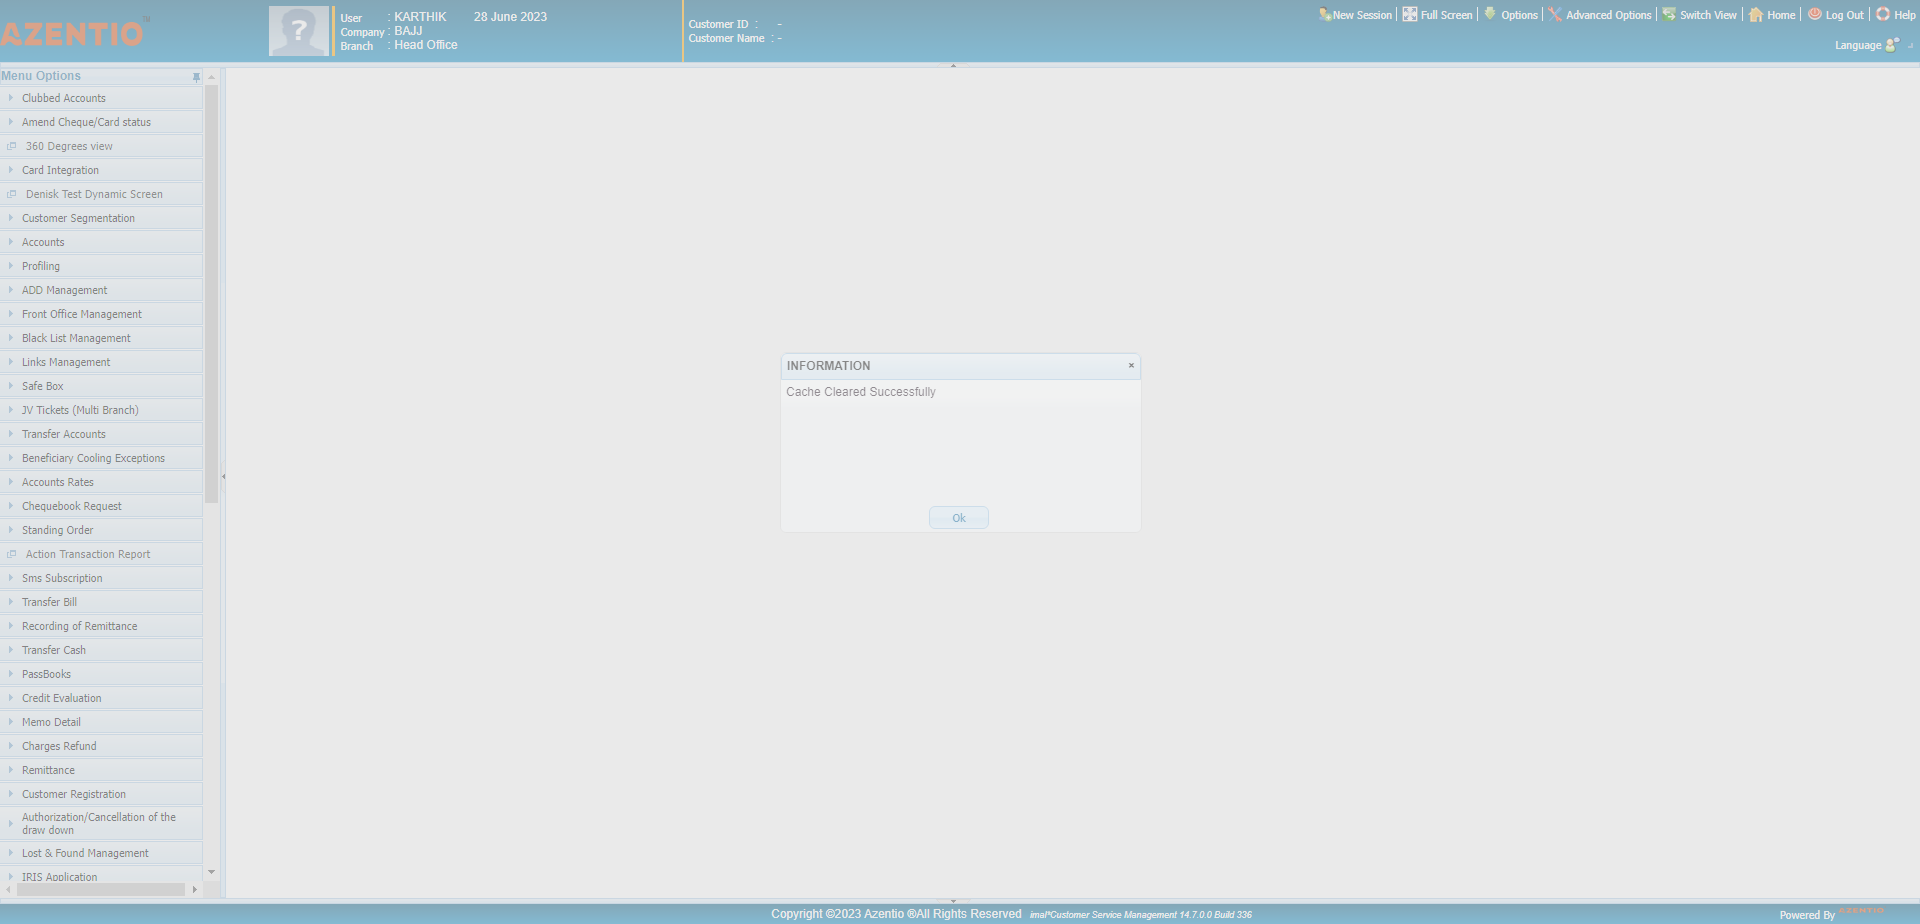 AZENTIO™
User : KARTHIK 28 June 2023
Company : BAJJ
Branch : Head Office
Customer ID : -
Customer Name : -
New Session Full Screen Options Advanced Options Switch View Home Log Out Help
Language
Menu Options
Clubbed Accounts
Amend Cheque/Card status
360 Degrees view
Card Integration
Denisk Test Dynamic Screen
Customer Segmentation
Accounts
Profiling
ADD Management
Front Office Management
Black List Management
Links Management
Safe Box
JV Tickets (Multi Branch)
Transfer Accounts
Beneficiary Cooling Exceptions
Accounts Rates
Chequebook Request
Standing Order
Action Transaction Report
Sms Subscription
Transfer Bill
Recording of Remittance
Transfer Cash
PassBooks
Credit Evaluation
Memo Detail
Charges Refund
Remittance
Customer Registration
Authorization/Cancellation of the
draw down
Lost & Found Management
IRIS Application
INFORMATION
Cache Cleared Successfully
Ok
Copyright ©2023 Azentio ®All Rights Reserved imal*Customer Service Management 14.7.0.0 Build 336
Powered By AZENTIO